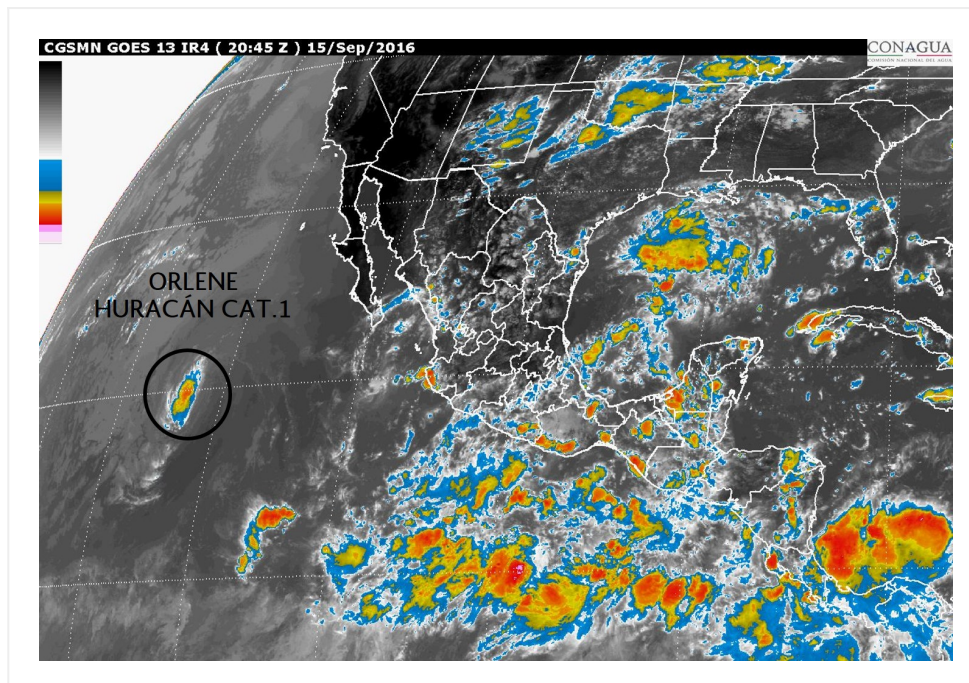 CGSMN GOES 13 IR4 ( 20:45 Z ) 15/Sep/2016
CONAGUA
COMISIÓN NACIONAL DEL AGUA
ORLENE
HURACÁN CAT.1